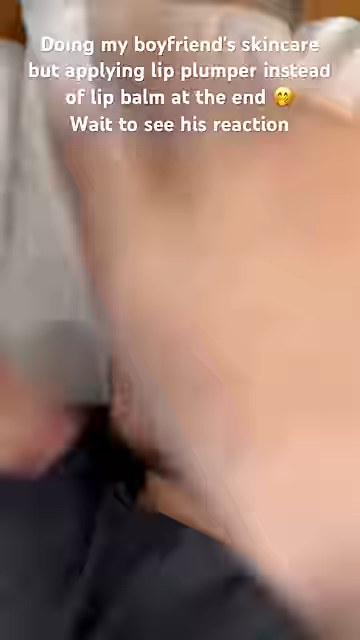 Doing my boyfriend's skincare
but applying lip plumper instead
of lip balm at the end 🤭
Wait to see his reaction